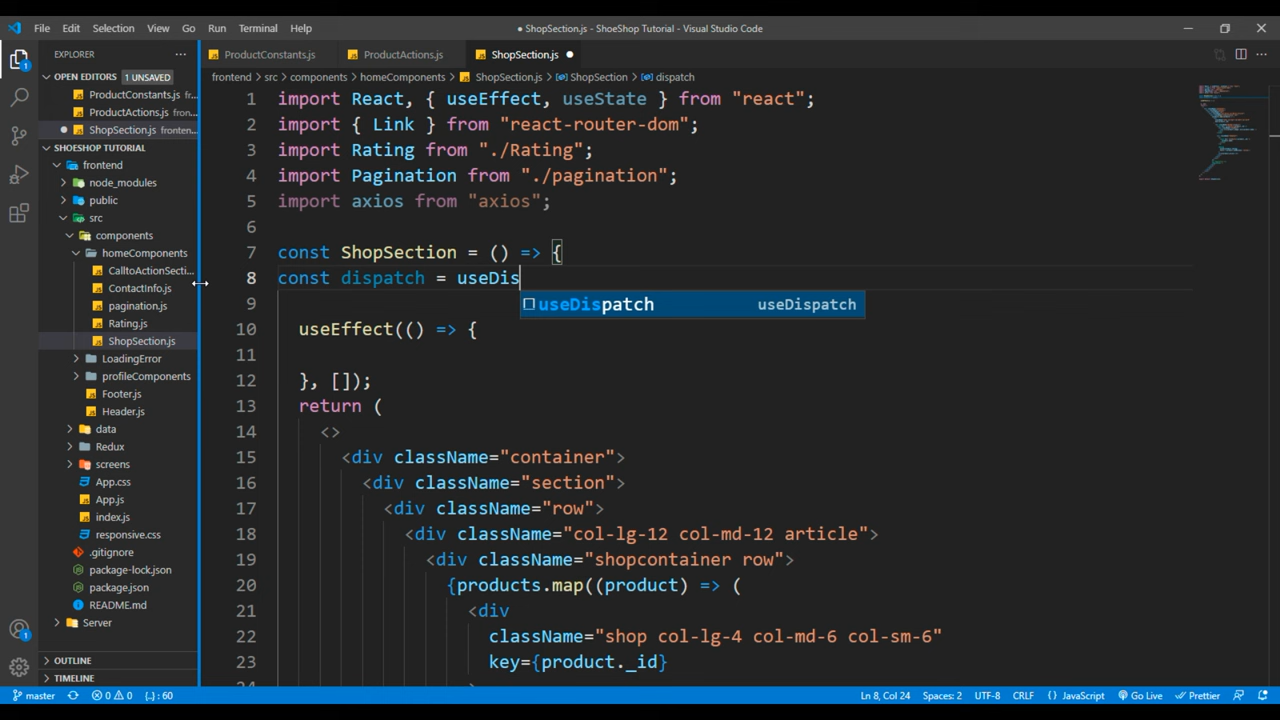 File Edit Selection View Go Run Terminal Help ● ShopSection.js - ShoeShop Tutorial - Visual Studio Code
EXPLORER ...
OPEN EDITORS 1 UNSAVED
ProductConstants.js fron...
ProductActions.js fron...
ShopSection.js fronten...
SHOESHOP TUTORIAL
frontend
node_modules
public
src
components
homeComponents
CalltoActionSecti...
ContactInfo.js
pagination.js
Rating.js
ShopSection.js
LoadingError
profileComponents
Footer.js
Header.js
data
Redux
screens
App.css
App.js
index.js
responsive.css
.gitignore
package-lock.json
package.json
README.md
Server
OUTLINE
TIMELINE
ProductConstants.js ProductActions.js ShopSection.js ●
frontend > src > components > homeComponents > ShopSection.js > ShopSection > dispatch
1 import React, { useEffect, useState } from "react";
2 import { Link } from "react-router-dom";
3 import Rating from "./Rating";
4 import Pagination from "./pagination";
5 import axios from "axios";
6
7 const ShopSection = () => {
8 const dispatch = useDis
useDispatch useDispatch
9
10 useEffect(() => {
11
12 }, []);
13 return (
14 <>
15 <div className="container">
16 <div className="section">
17 <div className="row">
18 <div className="col-lg-12 col-md-12 article">
19 <div className="shopcontainer row">
20 {products.map((product) => (
21 <div
22 className="shop col-lg-4 col-md-6 col-sm-6"
23 key={product._id}
master 0 0 {..} : 60 Ln 8, Col 24 Spaces: 2 UTF-8 CRLF {} JavaScript Go Live Prettier